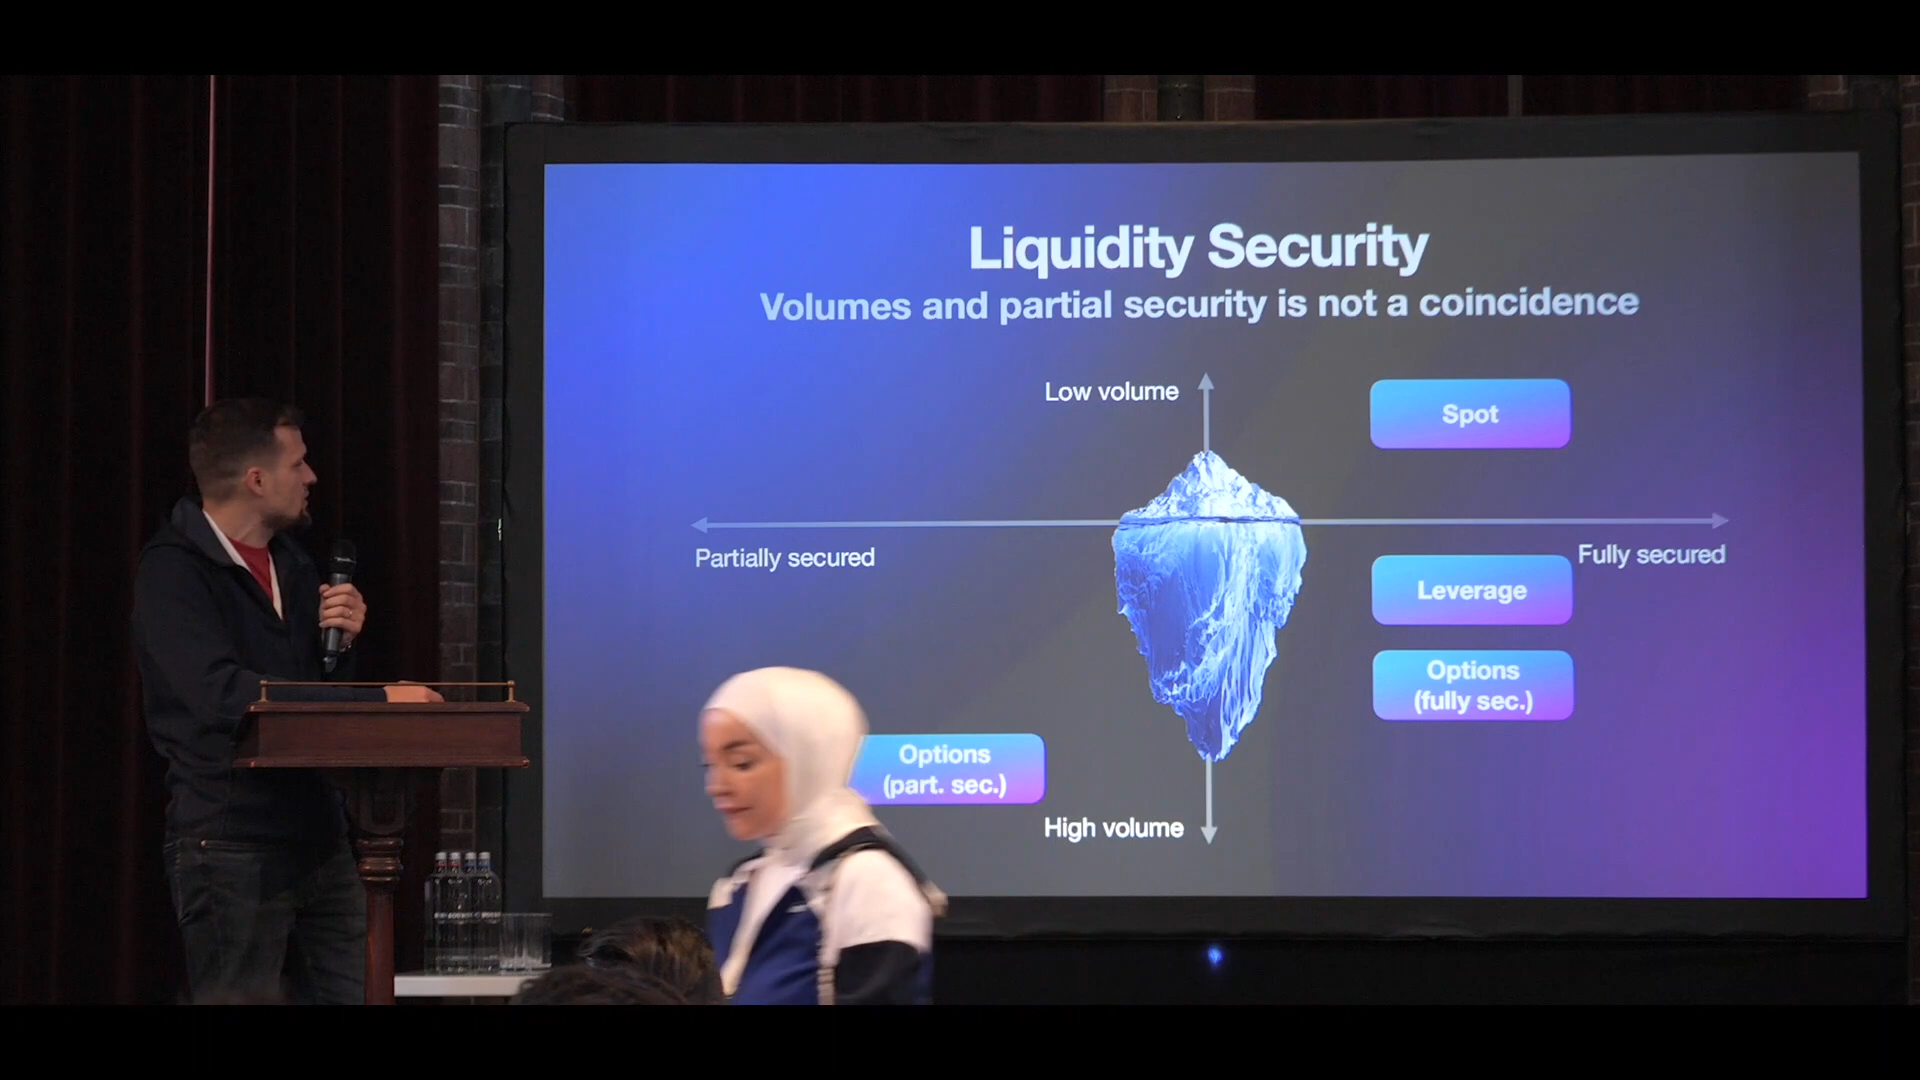 Liquidity Security
Volumes and partial security is not a coincidence
Low volume
Spot
Partially secured
Fully secured
Leverage
Options
(fully sec.)
Options
(part. sec.)
High volume